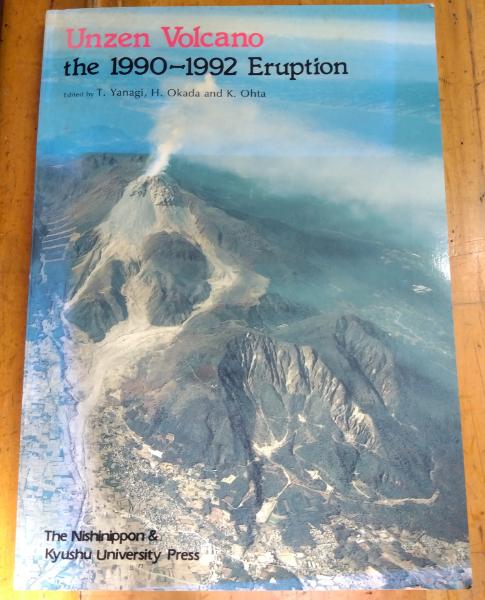 Unzen Volcano
the 1990-1992 Eruption
Edited by T. Yanagi, H. Okada and K. Ohta
The Nishinippon &
Kyushu University Press